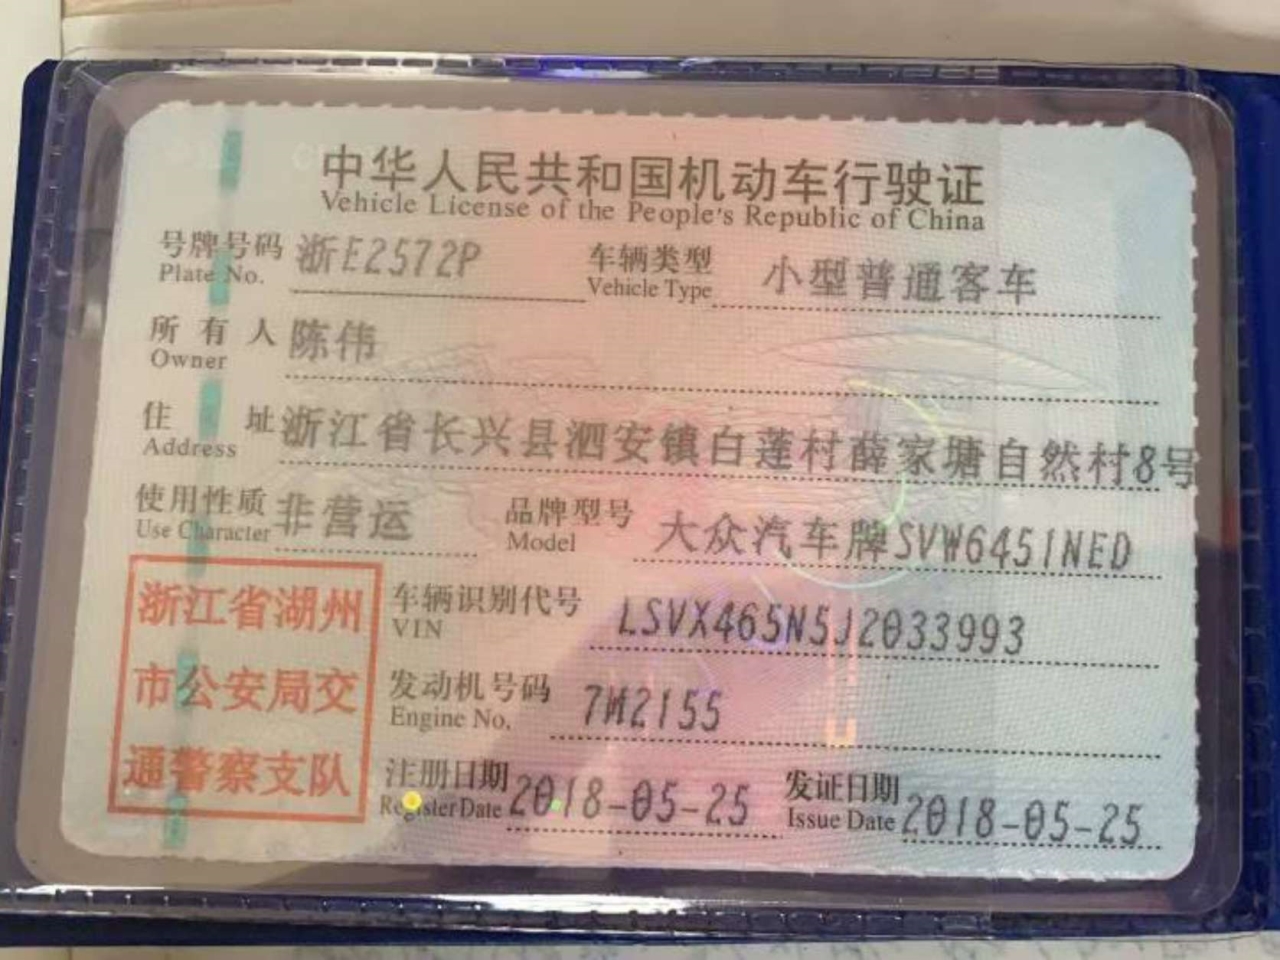 中华人民共和国机动车行驶证
Vehicle License of the People's Republic of China
号牌号码 浙E2572P 车辆类型 小型普通客车
Plate No. Vehicle Type
所有人 陈伟
Owner
住址 浙江省长兴县泗安镇白莲村薛家塘自然村8号
Address
使用性质 非营运 品牌型号 大众汽车牌SVW6451NED
Use Character Model
浙江省湖州
市公安局交
通警察支队
车辆识别代号 LSVX465N5J2033993
VIN
发动机号码 7M2155
Engine No.
注册日期 2018-05-25 发证日期 2018-05-25
Register Date Issue Date